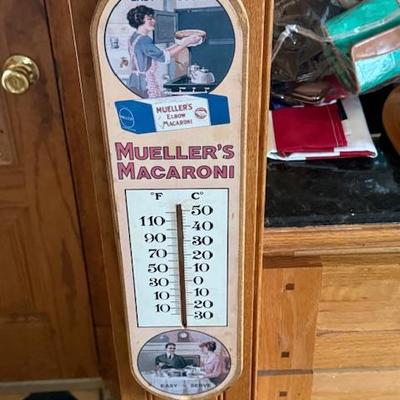 MUELLER'S
ELBOW
MACARONI
MUELLER'S
MACARONI
°F C°
50
110 40
90 30
70 20
50 10
30 0
10 10
10 20
30
EASY SERVE